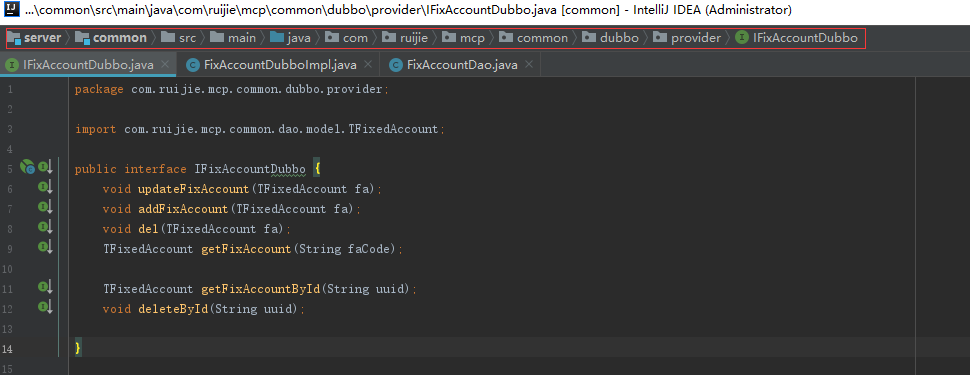 ...\common\src\main\java\com\ruijie\mcp\common\dubbo\provider\IFixAccountDubbo.java [common] - IntelliJ IDEA (Administrator)
server common src main java com ruijie mcp common dubbo provider IFixAccountDubbo
IFixAccountDubbo.java FixAccountDubboImpl.java FixAccountDao.java
1 package com.ruijie.mcp.common.dubbo.provider;
2
3 import com.ruijie.mcp.common.dao.model.TFixedAccount;
4
5 public interface IFixAccountDubbo {
6 void updateFixAccount(TFixedAccount fa);
7 void addFixAccount(TFixedAccount fa);
8 void del(TFixedAccount fa);
9 TFixedAccount getFixAccount(String faCode);
10
11 TFixedAccount getFixAccountById(String uuid);
12 void deleteById(String uuid);
13
14 }
15